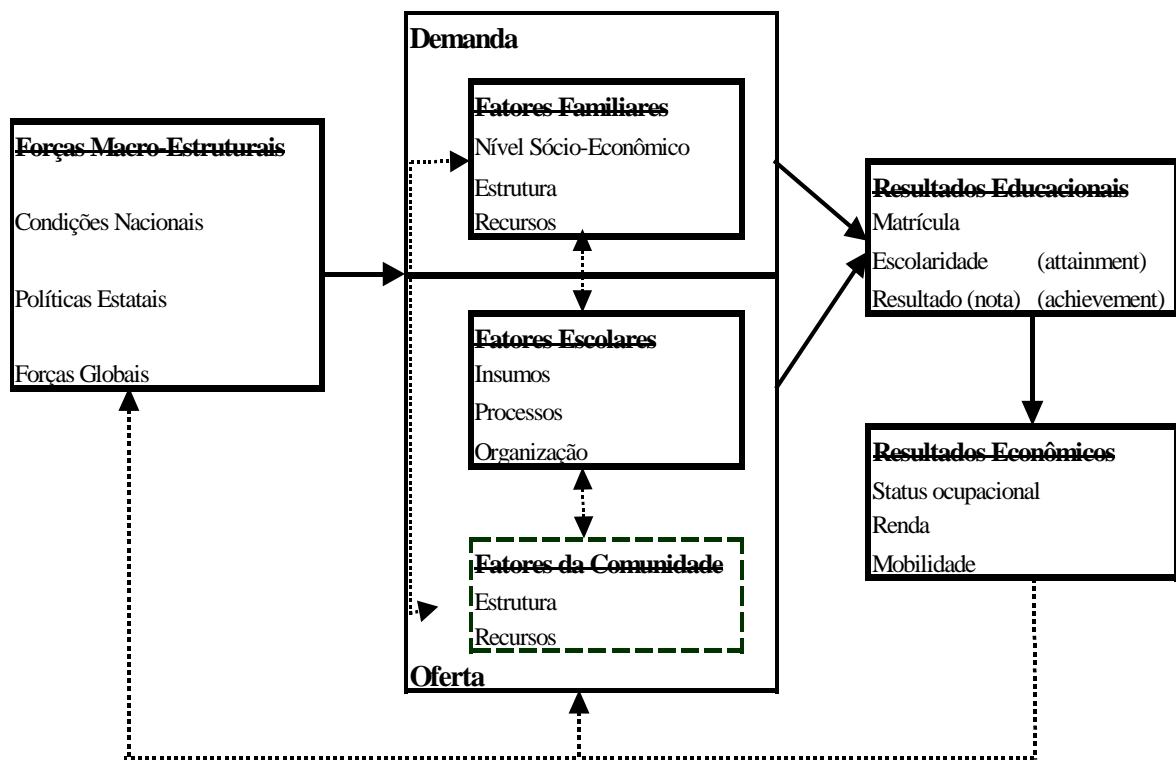 Demanda
Fatores Familiares
Nível Sócio-Econômico
Estrutura
Recursos
Forças Macro-Estruturais
Condições Nacionais
Políticas Estatais
Forças Globais
Fatores Escolares
Insumos
Processos
Organização
Fatores da Comunidade
Estrutura
Recursos
Oferta
Resultados Educacionais
Matrícula
Escolaridade (attainment)
Resultado (nota) (achievement)
Resultados Econômicos
Status ocupacional
Renda
Mobilidade